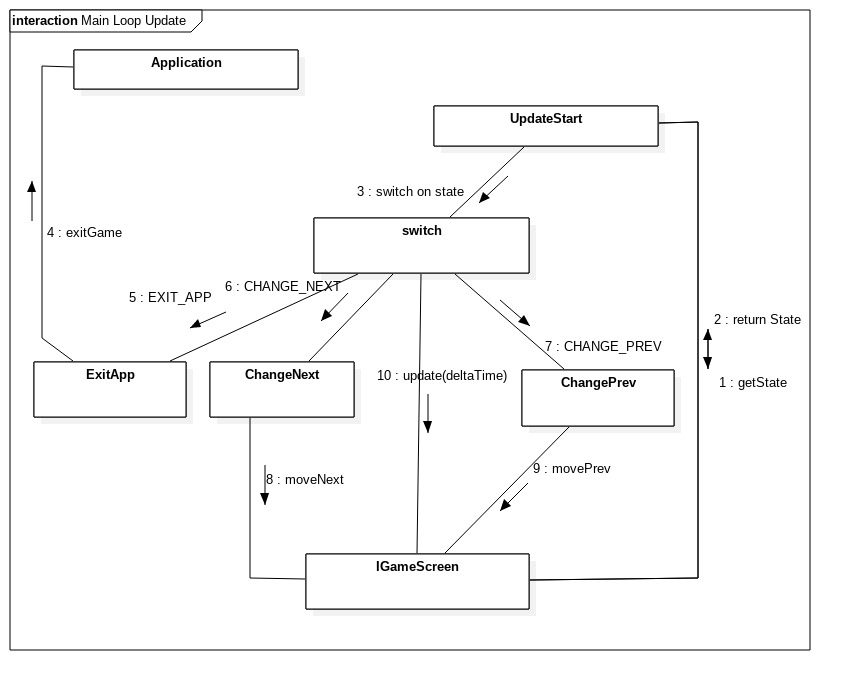 interaction Main Loop Update
Application
UpdateStart
3 : switch on state
switch
4 : exitGame
6 : CHANGE_NEXT
5 : EXIT_APP
2 : return State
7 : CHANGE_PREV
ExitApp
ChangeNext
10 : update(deltaTime)
ChangePrev
1 : getState
9 : movePrev
8 : moveNext
IGameScreen